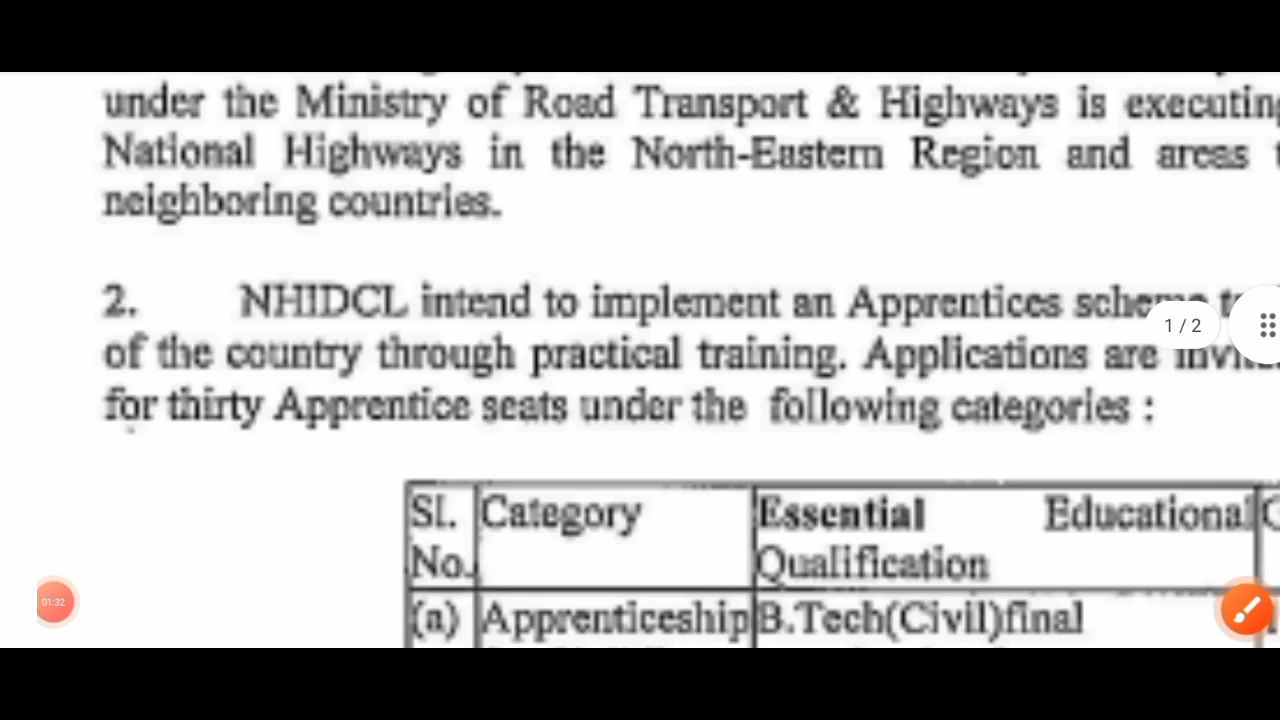 under the Ministry of Road Transport & Highways is executing
National Highways in the North-Eastern Region and areas
neighboring countries.
2. NHIDCL intend to implement an Apprentices scheme
of the country through practical training. Applications are
for thirty Apprentice seats under the following categories :
1 / 2
Sl. No. Category Essential Educational Qualification
(a) Apprenticeship B.Tech(Civil)final
01:32